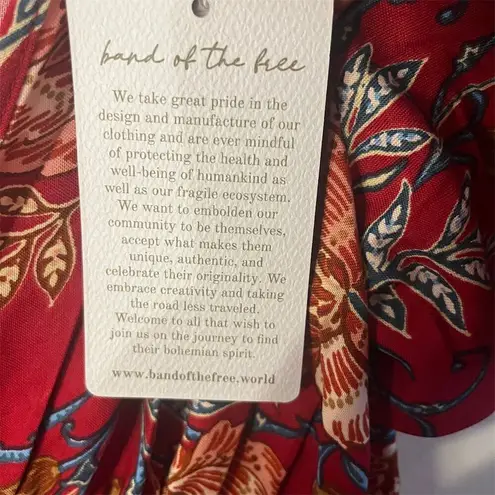 band of the free
We take great pride in the
design and manufacture of our
clothing and are ever mindful
of protecting the health and
well-being of humankind as
well as our fragile ecosystem.
We want to embolden our
community to be themselves,
accept what makes them
unique, authentic, and
celebrate their originality. We
embrace creativity and taking
the road less traveled.
Welcome to all that wish to
join us on the journey to find
their bohemian spirit.
www.bandofthefree.world